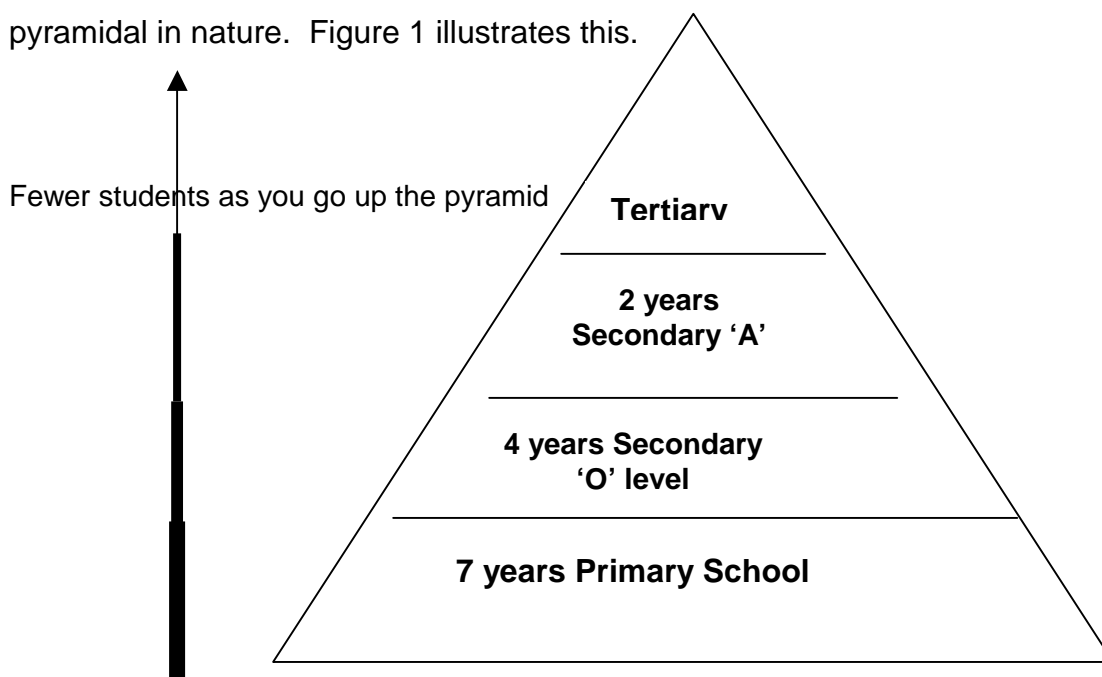 pyramidal in nature.  Figure 1 illustrates this.
Fewer students as you go up the pyramid
Tertiary
2 years
Secondary ‘A’
4 years Secondary
‘O’ level
7 years Primary School